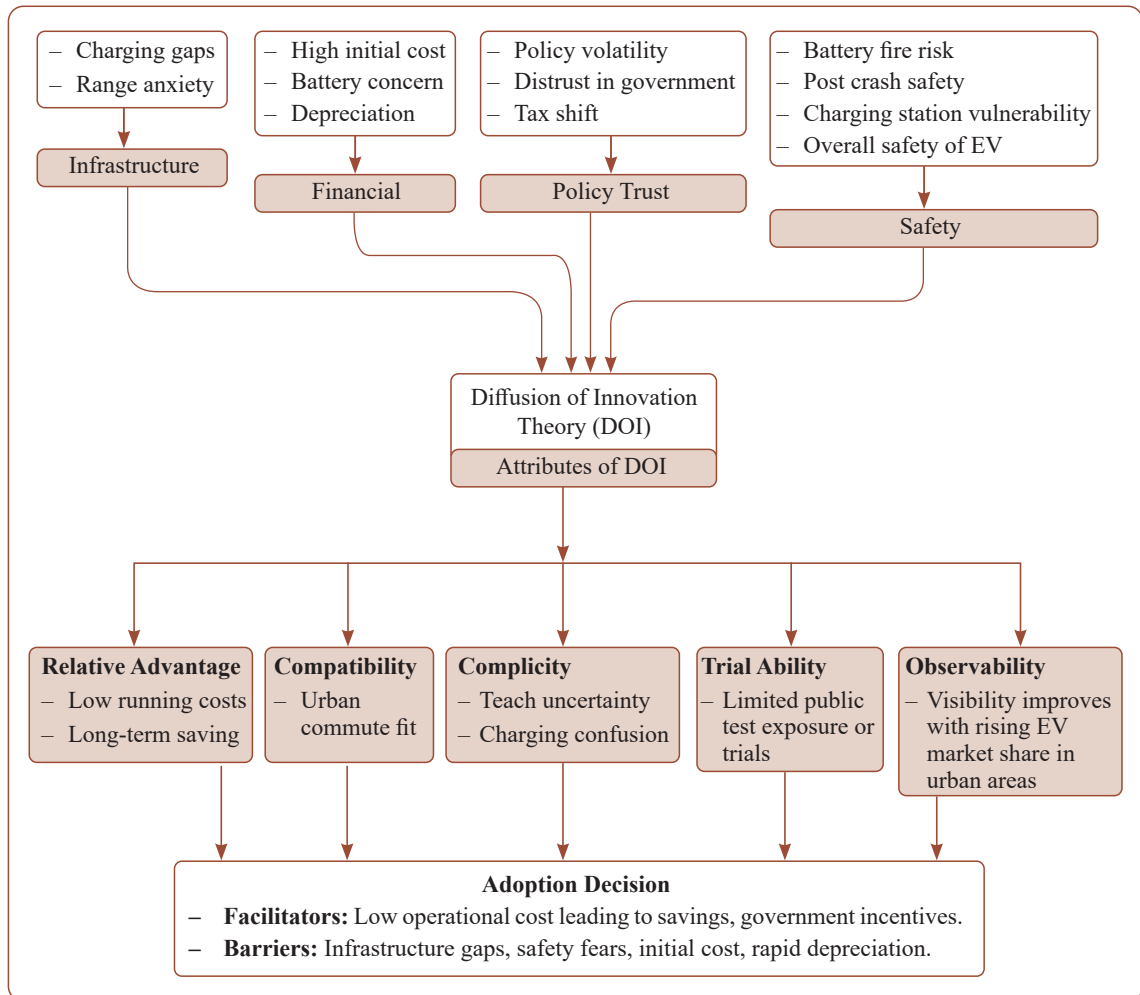 – Charging gaps
– Range anxiety
Infrastructure
– High initial cost
– Battery concern
– Depreciation
Financial
– Policy volatility
– Distrust in government
– Tax shift
Policy Trust
– Battery fire risk
– Post crash safety
– Charging station vulnerability
– Overall safety of EV
Safety
Diffusion of Innovation
Theory (DOI)
Attributes of DOI
Relative Advantage
– Low running costs
– Long-term saving
Compatibility
– Urban
commute fit
Complicity
– Teach uncertainty
– Charging confusion
Trial Ability
– Limited public
test exposure or
trials
Observability
– Visibility improves
with rising EV
market share in
urban areas
Adoption Decision
– Facilitators: Low operational cost leading to savings, government incentives.
– Barriers: Infrastructure gaps, safety fears, initial cost, rapid depreciation.